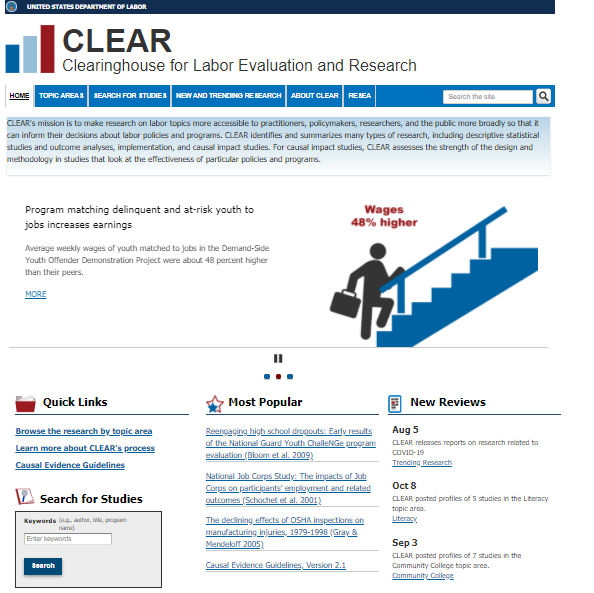 UNITED STATES DEPARTMENT OF LABOR
CLEAR
Clearinghouse for Labor Evaluation and Research
HOME
TOPIC AREAS
SEARCH FOR STUDIES
NEW AND TRENDING RESEARCH
ABOUT CLEAR
RESEA
Search the site
CLEAR's mission is to make research on labor topics more accessible to practitioners, policymakers, researchers, and the public more broadly so that it
can inform their decisions about labor policies and programs. CLEAR identifies and summarizes many types of research, including descriptive statistical
studies and outcome analyses, implementation, and causal impact studies. For causal impact studies, CLEAR assesses the strength of the design and
methodology in studies that look at the effectiveness of particular policies and programs.
Program matching delinquent and at-risk youth to
jobs increases earnings
Average weekly wages of youth matched to jobs in the Demand-Side
Youth Offender Demonstration Project were about 48 percent higher
than their peers.
MORE
Wages
48% higher
Quick Links
Browse the research by topic area
Learn more about CLEAR's process
Causal Evidence Guidelines
Search for Studies
Keywords (e.g., author, title, program
name)
Enter keywords
Search
Most Popular
Reengaging high school dropouts: Early results
of the National Guard Youth ChalleNGe program
evaluation (Bloom et al. 2009)
National Job Corps Study: The impacts of Job
Corps on participants' employment and related
outcomes (Schochet et al. 2001)
The declining effects of OSHA inspections on
manufacturing injuries, 1979-1998 (Gray &
Mendeloff 2005)
Causal Evidence Guidelines, Version 2.1
New Reviews
Aug 5
CLEAR releases reports on research related to
COVID-19
Trending Research
Oct 8
CLEAR posted profiles of 5 studies in the Literacy
topic area.
Literacy
Sep 3
CLEAR posted profiles of 7 studies in the
Community College topic area.
Community College